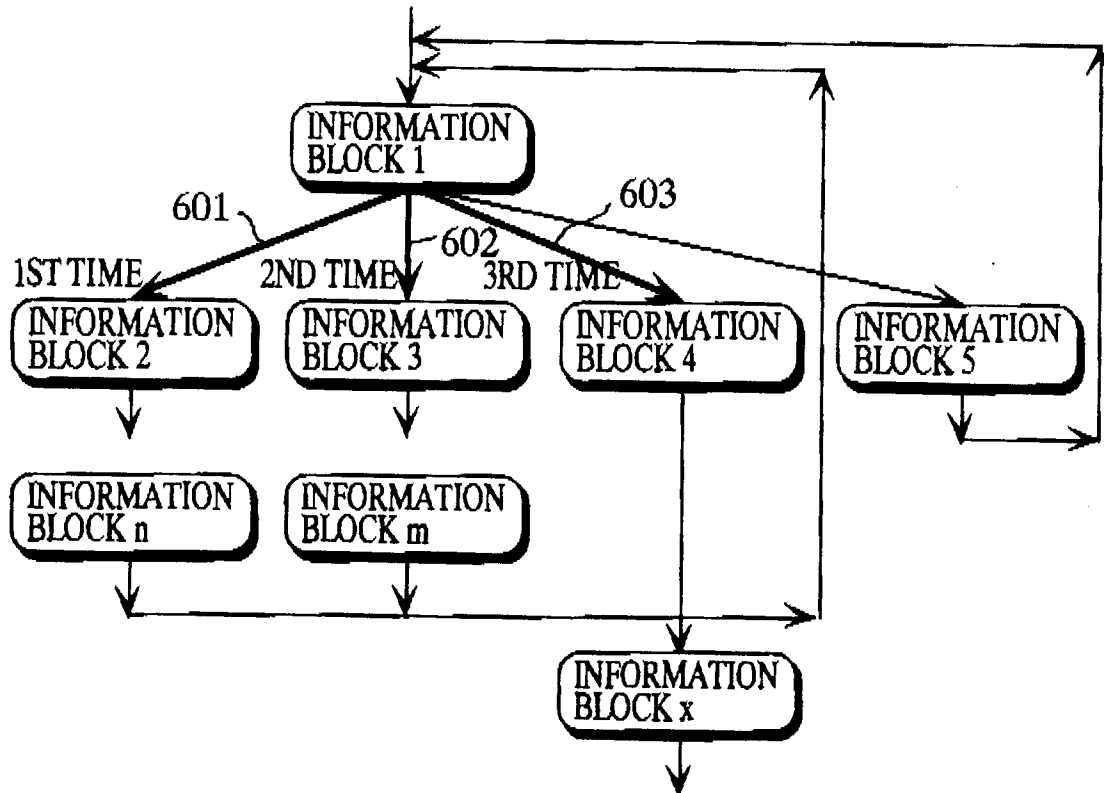 INFORMATION
BLOCK 1
601
602
603
1ST TIME
2ND TIME
3RD TIME
INFORMATION
BLOCK 2
INFORMATION
BLOCK 3
INFORMATION
BLOCK 4
INFORMATION
BLOCK 5
INFORMATION
BLOCK n
INFORMATION
BLOCK m
INFORMATION
BLOCK x